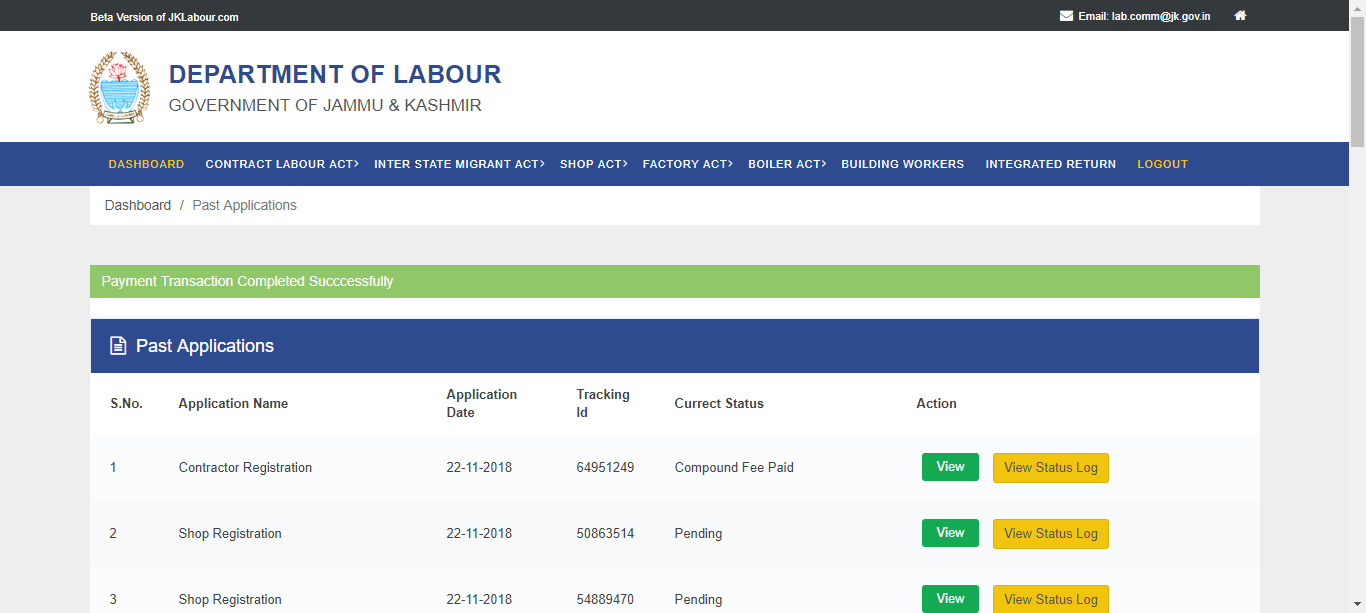 Beta Version of JKLabour.com
Email: lab.comm@jk.gov.in
DEPARTMENT OF LABOUR
GOVERNMENT OF JAMMU & KASHMIR
DASHBOARD CONTRACT LABOUR ACT> INTER STATE MIGRANT ACT> SHOP ACT> FACTORY ACT> BOILER ACT> BUILDING WORKERS INTEGRATED RETURN LOGOUT
Dashboard / Past Applications
Payment Transaction Completed Succcessfully
Past Applications
S.No. Application Name Application Date Tracking Id Currect Status Action
1 Contractor Registration 22-11-2018 64951249 Compound Fee Paid View View Status Log
2 Shop Registration 22-11-2018 50863514 Pending View View Status Log
3 Shop Registration 22-11-2018 54889470 Pending View View Status Log